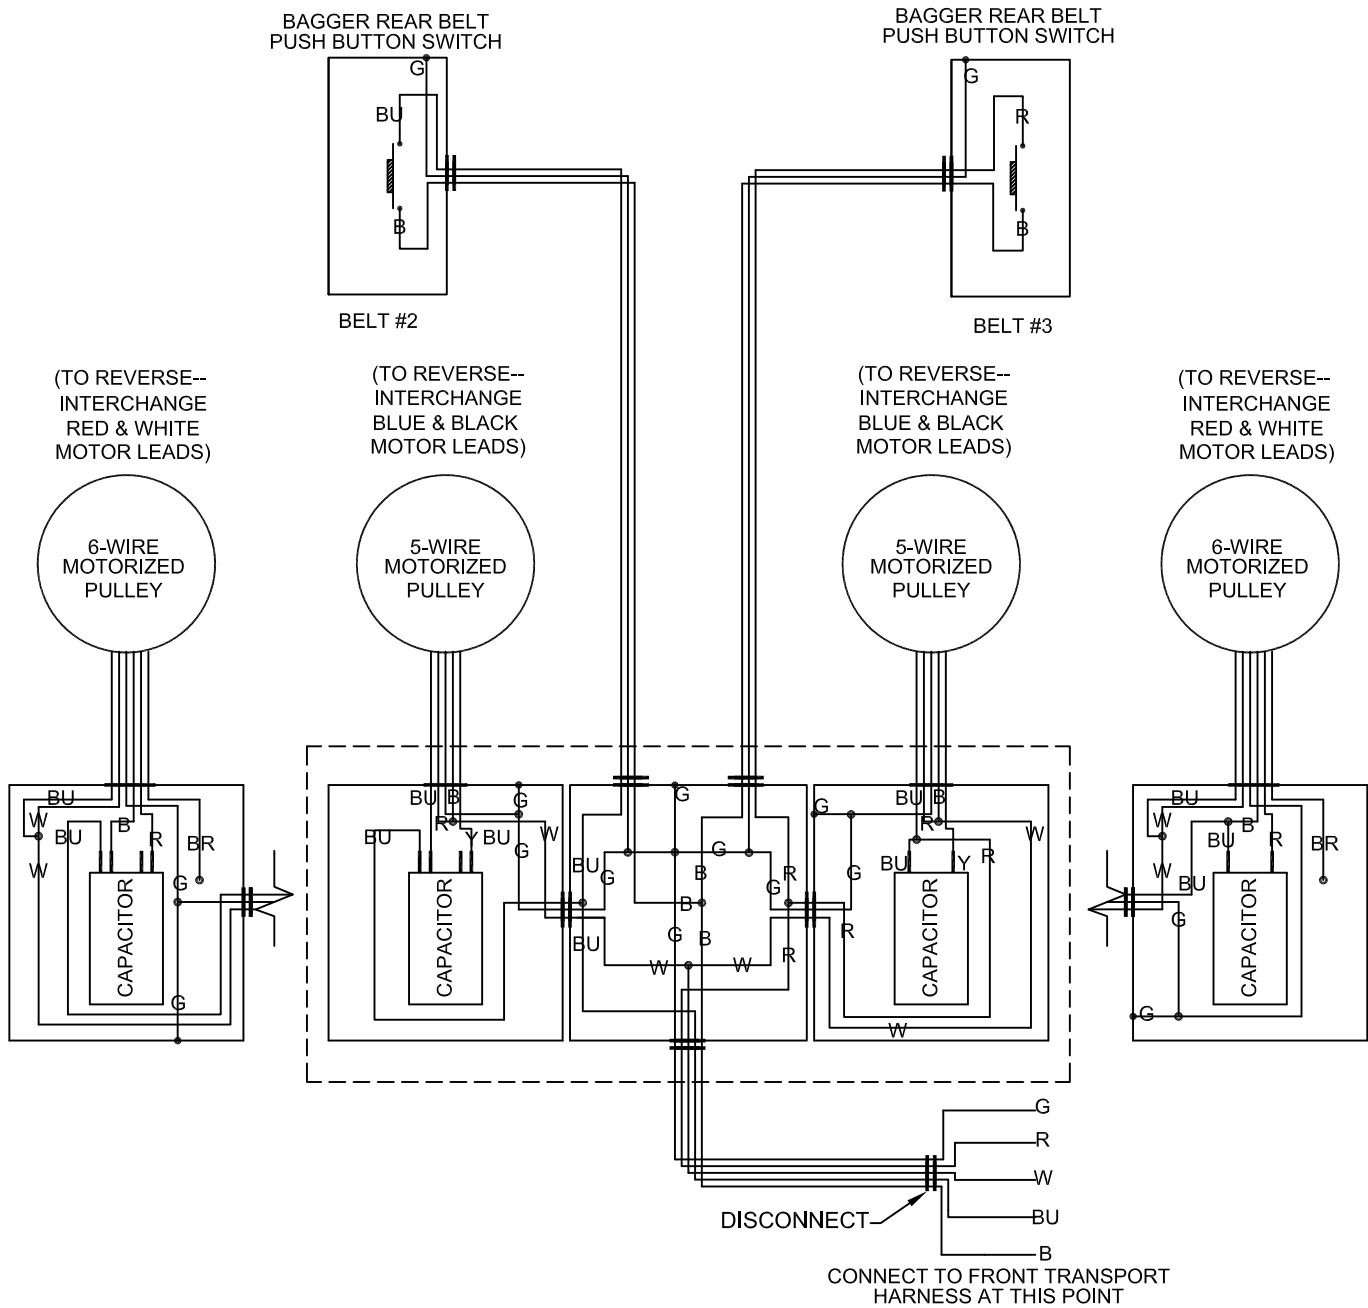 BAGGER REAR BELT
PUSH BUTTON SWITCH
BAGGER REAR BELT
PUSH BUTTON SWITCH
G
BU
B
G
R
B
BELT #2
BELT #3
(TO REVERSE--
INTERCHANGE
RED & WHITE
MOTOR LEADS)
(TO REVERSE--
INTERCHANGE
BLUE & BLACK
MOTOR LEADS)
(TO REVERSE--
INTERCHANGE
BLUE & BLACK
MOTOR LEADS)
(TO REVERSE--
INTERCHANGE
RED & WHITE
MOTOR LEADS)
6-WIRE
MOTORIZED
PULLEY
5-WIRE
MOTORIZED
PULLEY
5-WIRE
MOTORIZED
PULLEY
6-WIRE
MOTORIZED
PULLEY
BU
W
BU
B
R
BR
W
G
CAPACITOR
G
BU
B
G
R
Y
BU
W
BU
G
CAPACITOR
G
G
BU
B
R
G
G
B
BU
G
B
W
W
R
BU
B
G
R
W
BU
Y
R
G
R
CAPACITOR
W
BU
W
B
BU
R
BR
W
BU
G
CAPACITOR
G
G
R
W
BU
B
DISCONNECT
CONNECT TO FRONT TRANSPORT
HARNESS AT THIS POINT